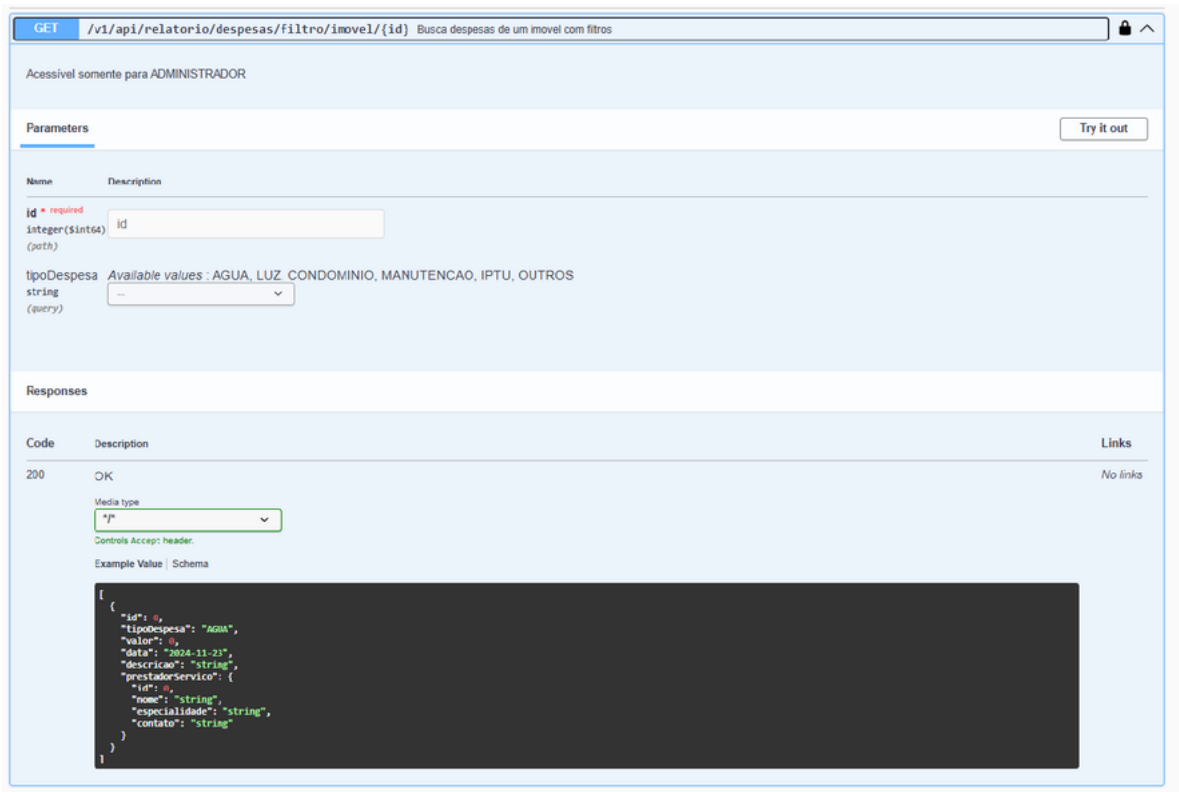 GET /v1/api/relatorio/despesas/filtro/imovel/{id} Busca despesas de um imovel com filtros
Acessivel somente para ADMINISTRADOR
Parameters
Try it out
Name Description
id * required
integer($int64)
(path)
id
tipoDespesa Available values : AGUA, LUZ, CONDOMINIO, MANUTENCAO, IPTU, OUTROS
string
(query)
--
Responses
Code Description Links
200 OK No links
Media type
*/*
Controls Accept header.
Example Value | Schema
[
{
"id": 0,
"tipoDespesa": "AGUA",
"valor": 0,
"data": "2024-11-23",
"descricao": "string",
"prestadorServico": {
"id": 0,
"nome": "string",
"especialidade": "string",
"contato": "string"
}
}
]